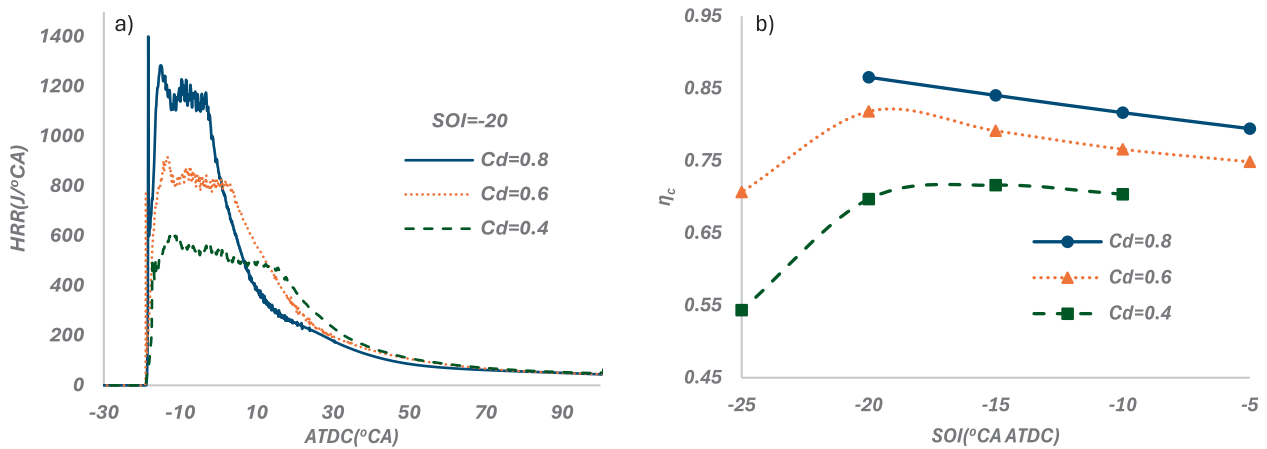 a)
1400
1200
1000
800
600
400
200
0
HRR(J/ºCA)
-30 -10 10 30 50 70 90
ATDC(ºCA)
SOI=-20
Cd=0.8
Cd=0.6
Cd=0.4
b)
0.95
0.85
0.75
0.65
0.55
0.45
ηc
-25 -20 -15 -10 -5
SOI(ºCA ATDC)
Cd=0.8
Cd=0.6
Cd=0.4